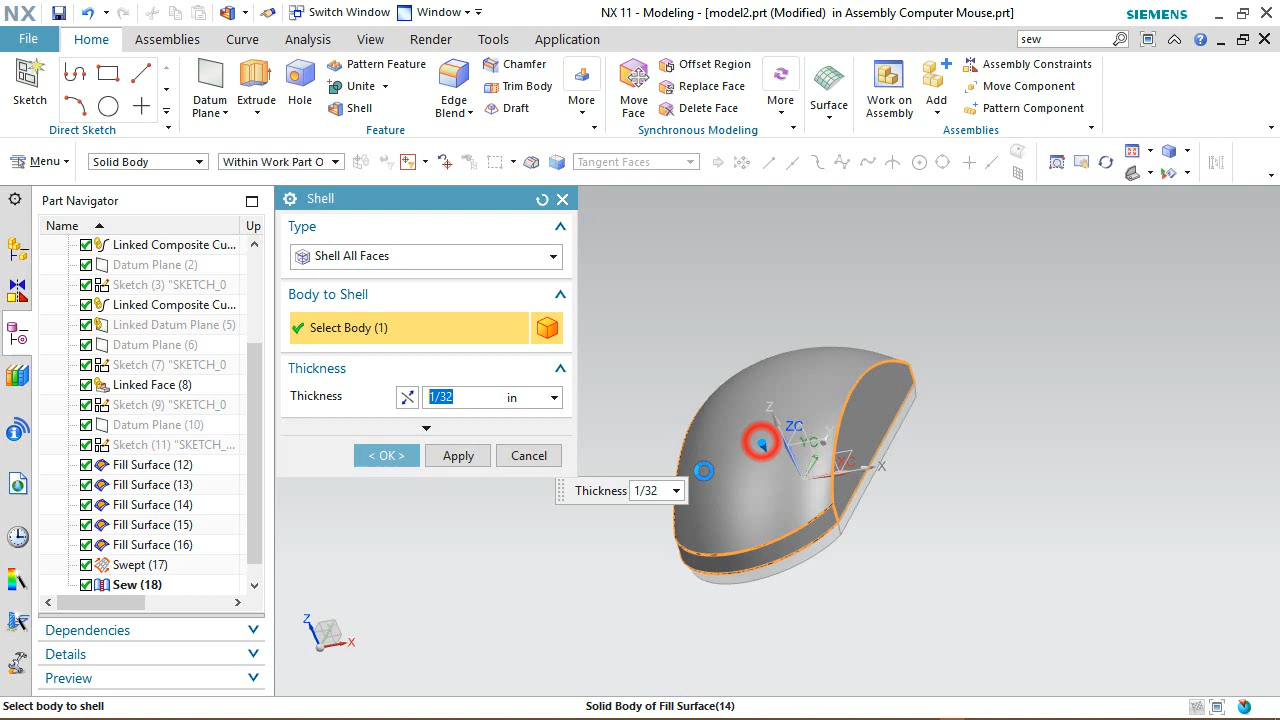 NX Switch Window Window NX 11 - Modeling - [model2.prt (Modified) in Assembly Computer Mouse.prt] SIEMENS
File Home Assemblies Curve Analysis View Render Tools Application sew
Sketch
Direct Sketch
Datum Plane
Extrude
Hole
Pattern Feature
Unite
Shell
Edge Blend
Chamfer
Trim Body
Draft
More
Feature
Move Face
Offset Region
Replace Face
Delete Face
More
Synchronous Modeling
Surface
Work on Assembly
Add
Assembly Constraints
Move Component
Pattern Component
Assemblies
Menu Solid Body Within Work Part O Tangent Faces
Part Navigator
Name Up
Linked Composite Cu...
Datum Plane (2)
Sketch (3) "SKETCH_0
Linked Composite Cu...
Linked Datum Plane (5)
Datum Plane (6)
Sketch (7) "SKETCH_0
Linked Face (8)
Sketch (9) "SKETCH_0
Datum Plane (10)
Sketch (11) "SKETCH_...
Fill Surface (12)
Fill Surface (13)
Fill Surface (14)
Fill Surface (15)
Fill Surface (16)
Swept (17)
Sew (18)
Dependencies
Details
Preview
Shell
Type
Shell All Faces
Body to Shell
Select Body (1)
Thickness
Thickness 1/32 in
< OK > Apply Cancel
Thickness 1/32
Z
ZC
YC
X
Z
X
Select body to shell Solid Body of Fill Surface(14)